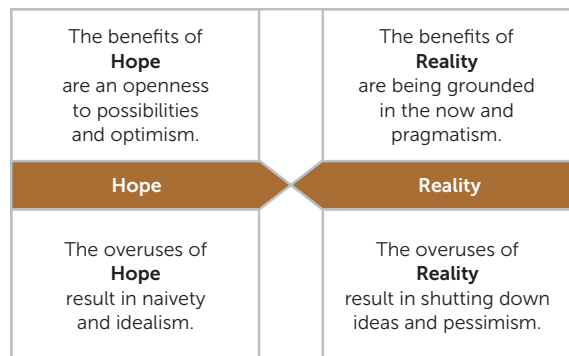 The benefits of
Hope
are an openness
to possibilities
and optimism.
The benefits of
Reality
are being grounded
in the now and
pragmatism.
Hope
Reality
The overuses of
Hope
result in naivety
and idealism.
The overuses of
Reality
result in shutting down
ideas and pessimism.